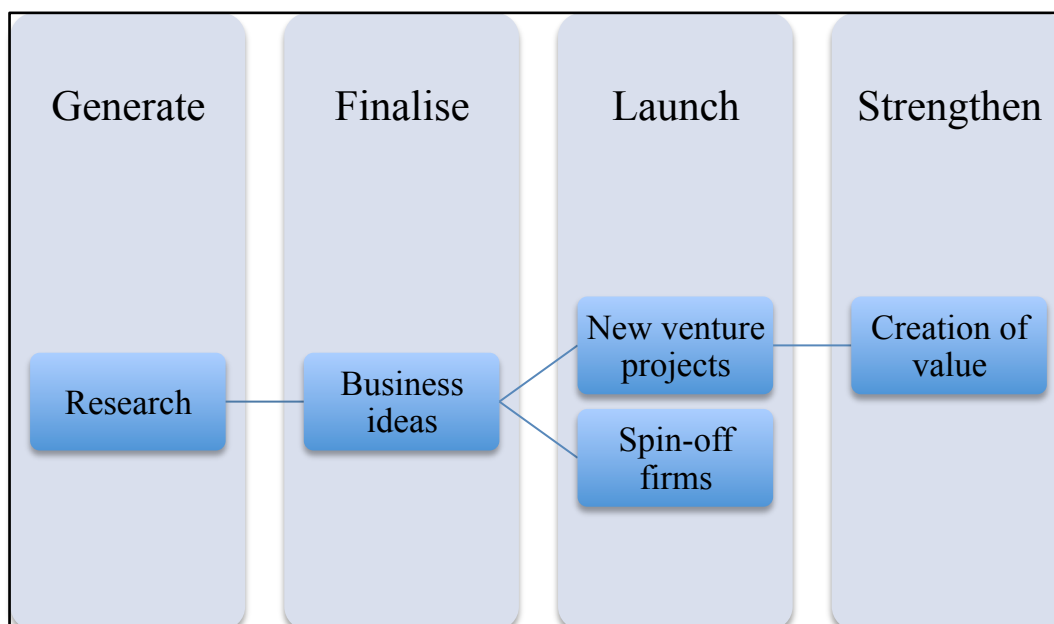 Generate
Finalise
Launch
Strengthen
Research
Business
ideas
New venture
projects
Spin-off
firms
Creation of
value